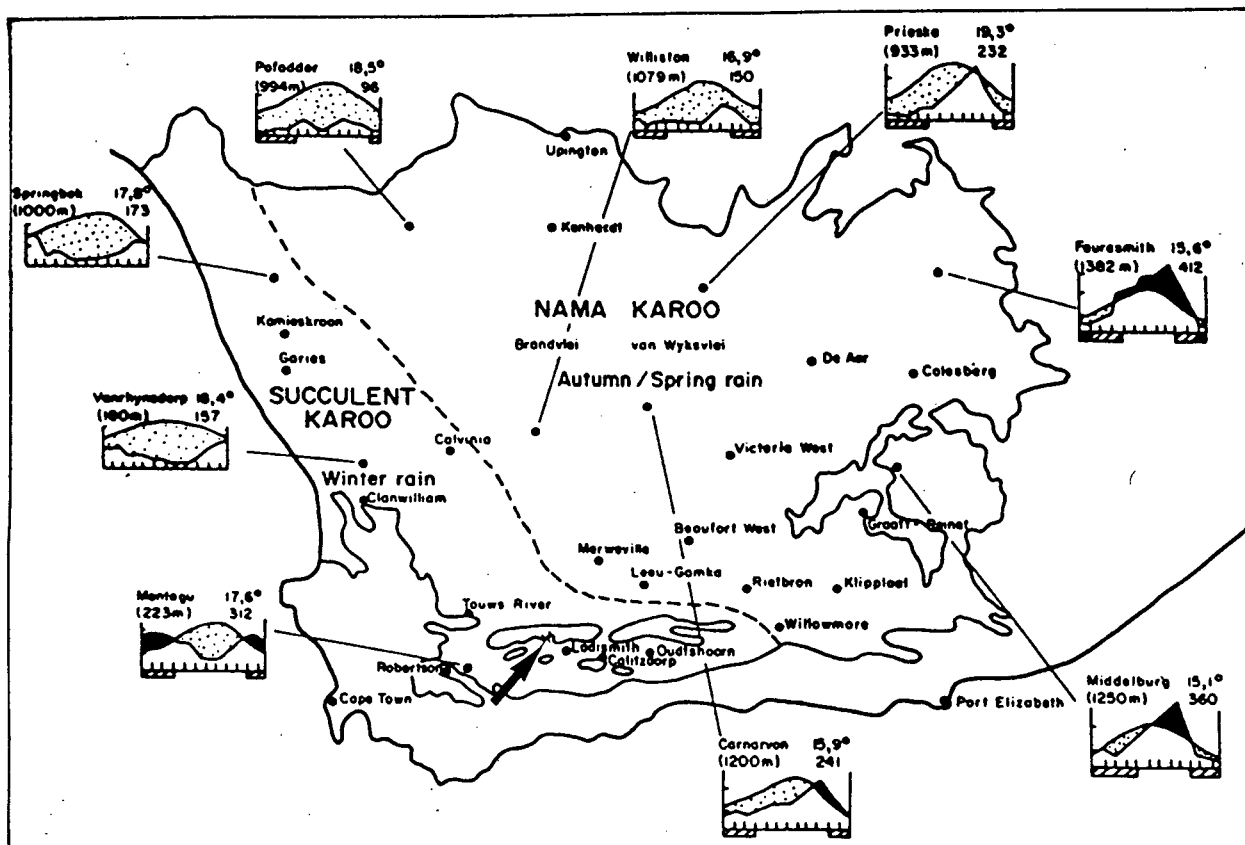 Pofadder 18,5°
(994m) 96
Williston 16,9°
(1079m) 150
Prieska 19,3°
(933m) 232
Upington
Springbok 17,8°
(1000m) 173
Kenhardt
Fauresmith 15,6°
(1382m) 412
NAMA KAROO
Kamieskroon
Brandvlei
van Wyksvlei
Garies
De Aar
Colesberg
Autumn/Spring rain
SUCCULENT
KAROO
Vanrhynsdorp 18,4°
(180m) 157
Calvinia
Victoria West
Winter rain
Clanwilliam
Graaff-Reinet
Beaufort West
Merweville
Leeu-Gamka
Rietbron
Klipplaat
Montagu 17,6°
(223m) 312
Touws River
Willowmore
Ladismith
Oudtshoorn
Calitzdorp
Robertson
Cape Town
Port Elizabeth
Middelburg 15,1°
(1250m) 360
Carnarvon 15,9°
(1200m) 241